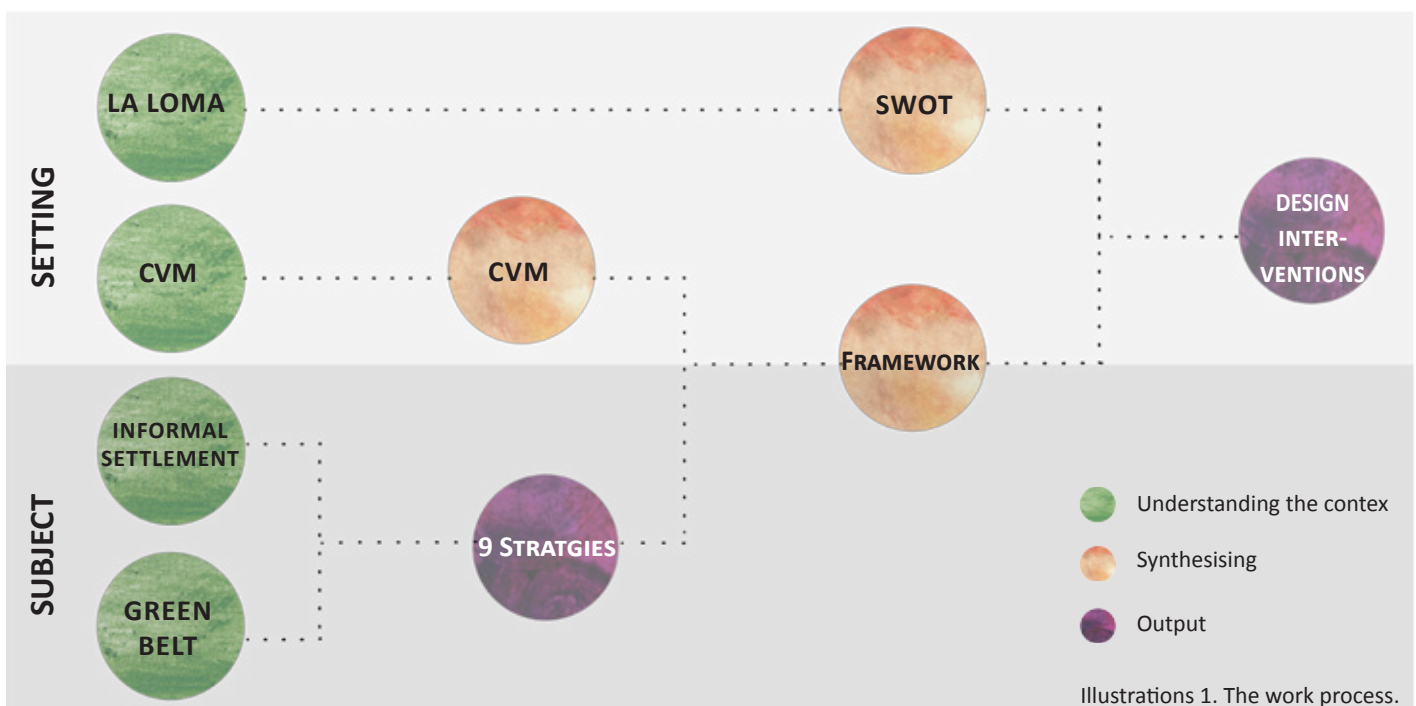 SETTING
LA LOMA
SWOT
CVM
CVM
DESIGN
INTER-
VENTIONS
FRAMEWORK
SUBJECT
INFORMAL
SETTLEMENT
9 STRATGIES
GREEN
BELT
Understanding the contex
Synthesising
Output
Illustrations 1. The work process.